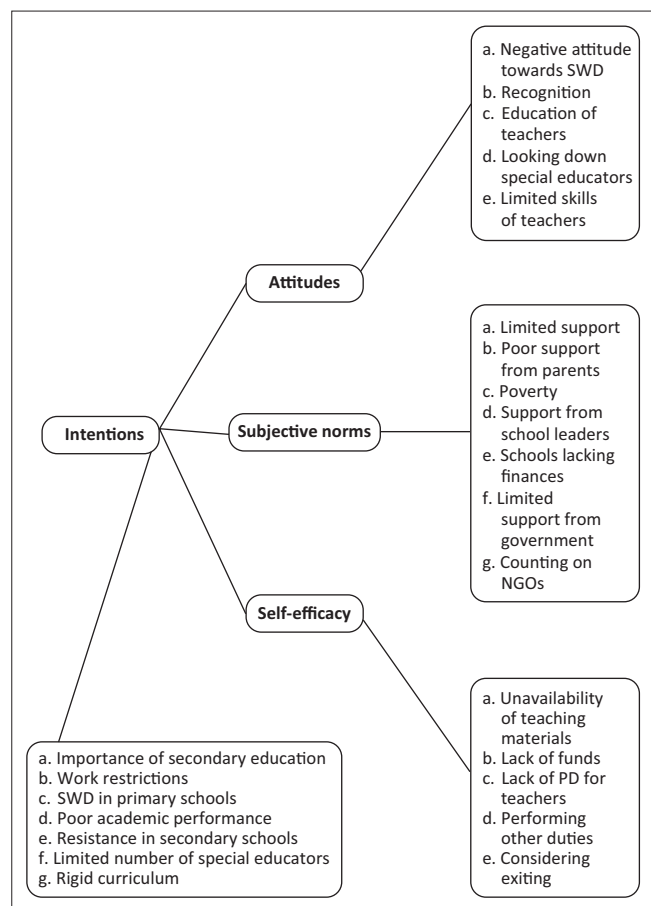 a. Negative attitude
towards SWD
b. Recognition
c. Education of
teachers
d. Looking down
special educators
e. Limited skills
of teachers
Attitudes
a. Limited support
b. Poor support
from parents
c. Poverty
d. Support from
school leaders
e. Schools lacking
finances
f. Limited
support from
government
g. Counting on
NGOs
Intentions
Subjective norms
Self-efficacy
a. Unavailability
of teaching
materials
b. Lack of funds
c. Lack of PD for
teachers
d. Performing
other duties
e. Considering
exiting
a. Importance of secondary education
b. Work restrictions
c. SWD in primary schools
d. Poor academic performance
e. Resistance in secondary schools
f. Limited number of special educators
g. Rigid curriculum